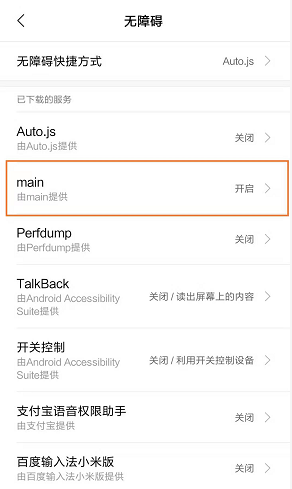 无障碍
无障碍快捷方式 Auto.js
已下载的服务
Auto.js
由Auto.js提供
关闭
main
由main提供
开启
Perfdump
由Perfdump提供
关闭
TalkBack
由Android Accessibility
Suite提供
关闭 / 读出屏幕上的内容
开关控制
由Android Accessibility
Suite提供
关闭 / 利用开关控制设备
支付宝语音权限助手
由支付宝提供
关闭
百度输入法小米版
由百度输入法小米版提供
关闭